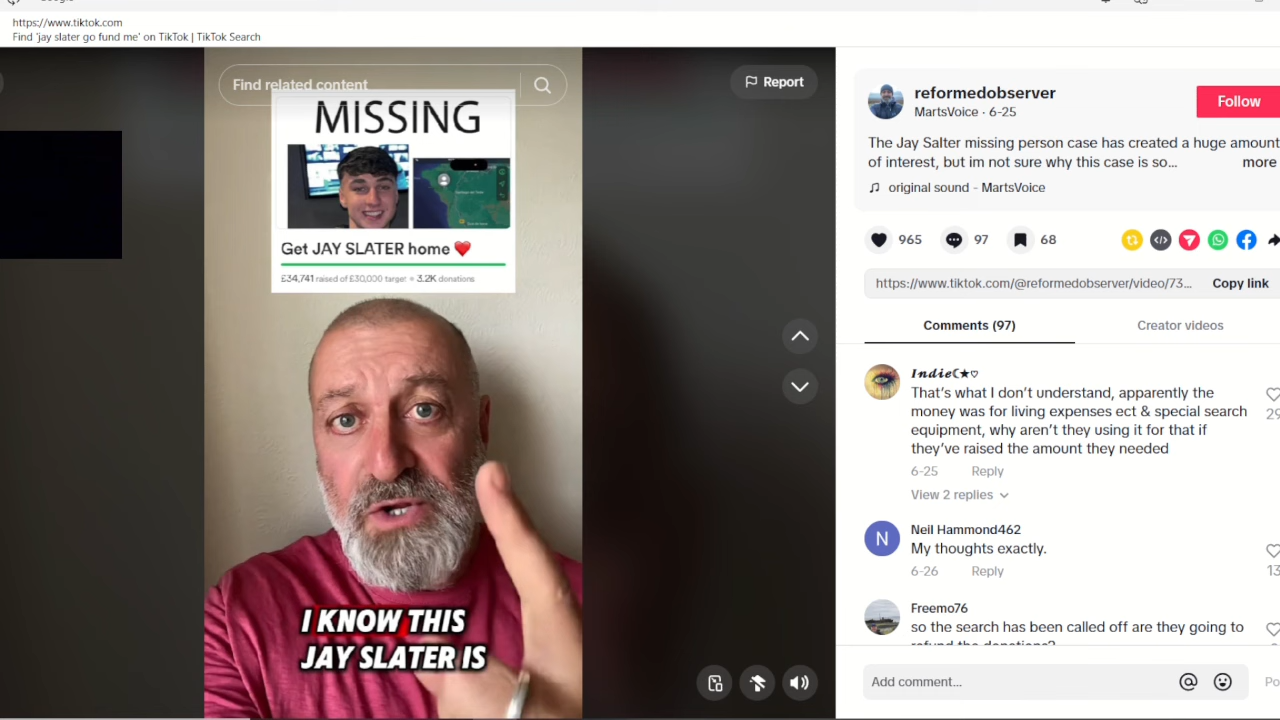 https://www.tiktok.com
Find 'jay slater go fund me' on TikTok | TikTok Search
Find related content
Report
MISSING
Get JAY SLATER home ❤️
£34,741 raised of £30,000 target • 3.2K donations
I KNOW THIS
JAY SLATER IS
reformedobserver
MartsVoice · 6-25
Follow
The Jay Salter missing person case has created a huge amount
of interest, but im not sure why this case is so... more
♫ original sound - MartsVoice
965 97 68
https://www.tiktok.com/@reformedobserver/video/73... Copy link
Comments (97) Creator videos
𝑰𝒏𝒅𝒊𝒆☾★♡
That's what I don't understand, apparently the
money was for living expenses ect & special search
equipment, why aren't they using it for that if
they've raised the amount they needed
29
6-25 Reply
View 2 replies
N
Neil Hammond462
My thoughts exactly.
6-26 Reply
13
Freemo76
so the search has been called off are they going to
refund the donations?
Add comment... @